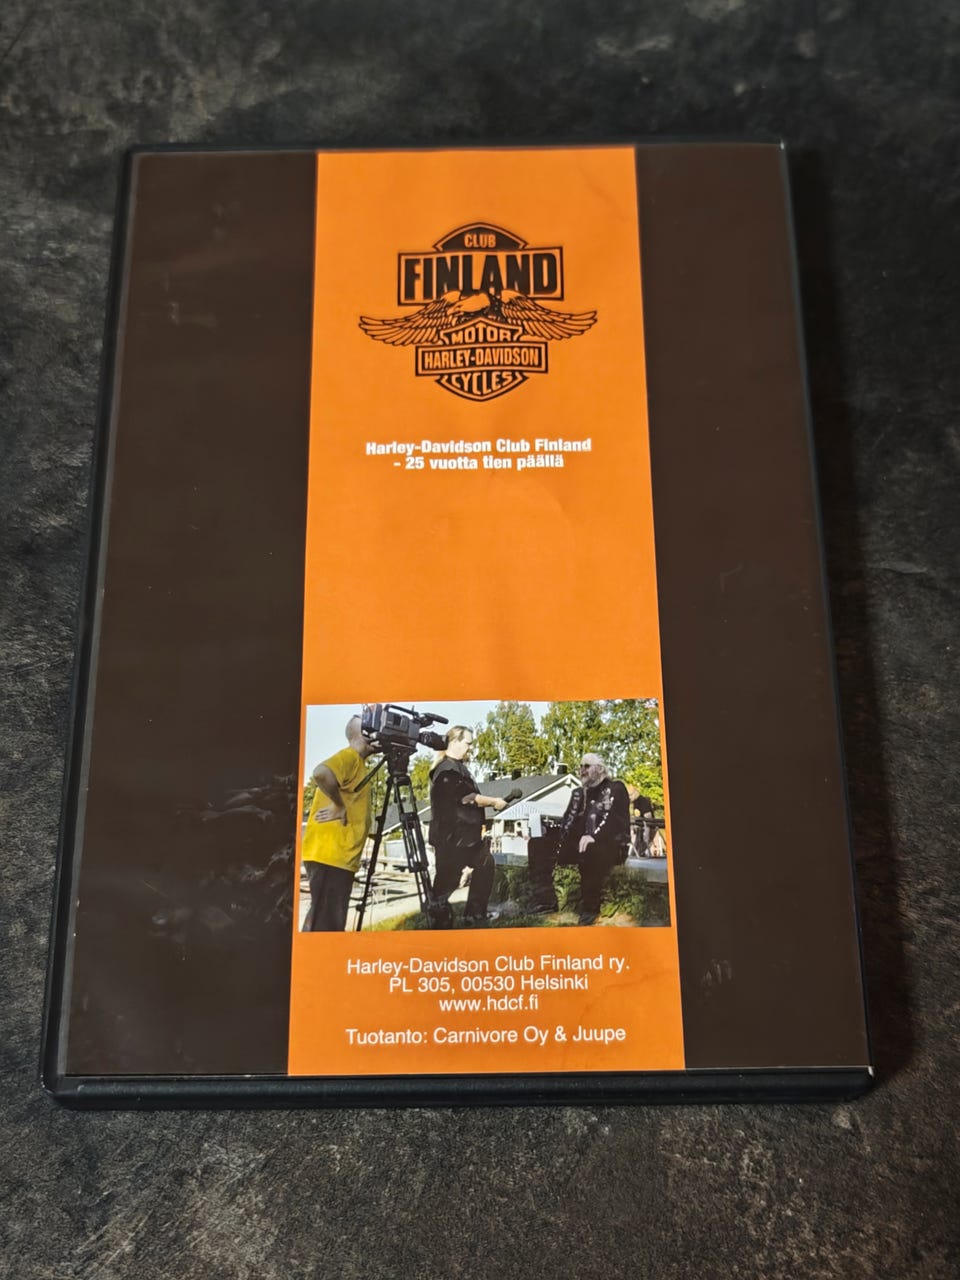 CLUB
FINLAND
MOTOR
HARLEY-DAVIDSON
CYCLES
Harley-Davidson Club Finland
- 25 vuotta tien päällä
Harley-Davidson Club Finland ry.
PL 305, 00530 Helsinki
www.hdcf.fi
Tuotanto: Carnivore Oy & Juupe